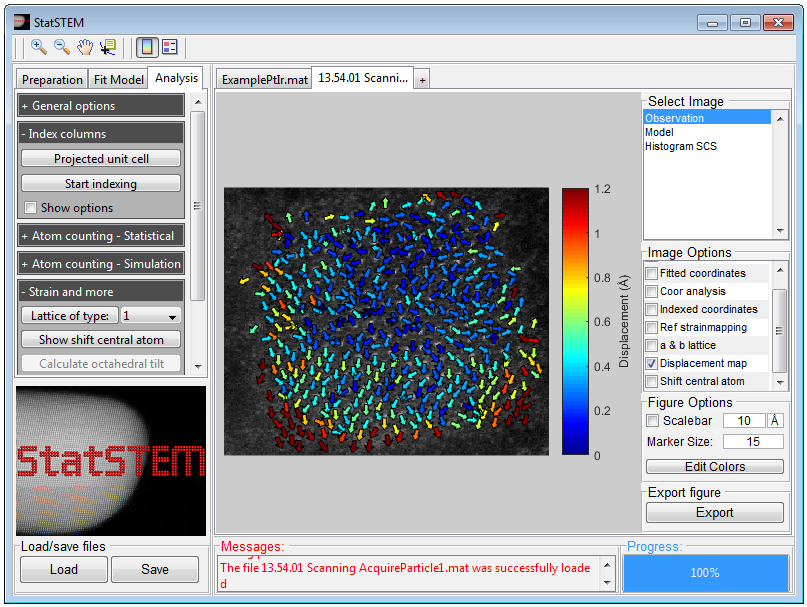 StatSTEM
Preparation Fit Model Analysis
ExamplePtIr.mat 13.54.01 Scanni... +
+ General options
- Index columns
Projected unit cell
Start indexing
Show options
+ Atom counting - Statistical
+ Atom counting - Simulation
- Strain and more
Lattice of type: 1
Show shift central atom
Calculate octahedral tilt
StatSTEM
Load/save files
Load Save
1.2
1
0.8
0.6
0.4
0.2
0
Displacement (Å)
Select Image
Observation
Model
Histogram SCS
Image Options
Fitted coordinates
Coor analysis
Indexed coordinates
Ref strainmapping
a & b lattice
Displacement map
Shift central atom
Figure Options
Scalebar 10 Å
Marker Size: 15
Edit Colors
Export figure
Export
Messages:
The file 13.54.01 Scanning AcquireParticle1.mat was successfully loade
d
Progress:
100%